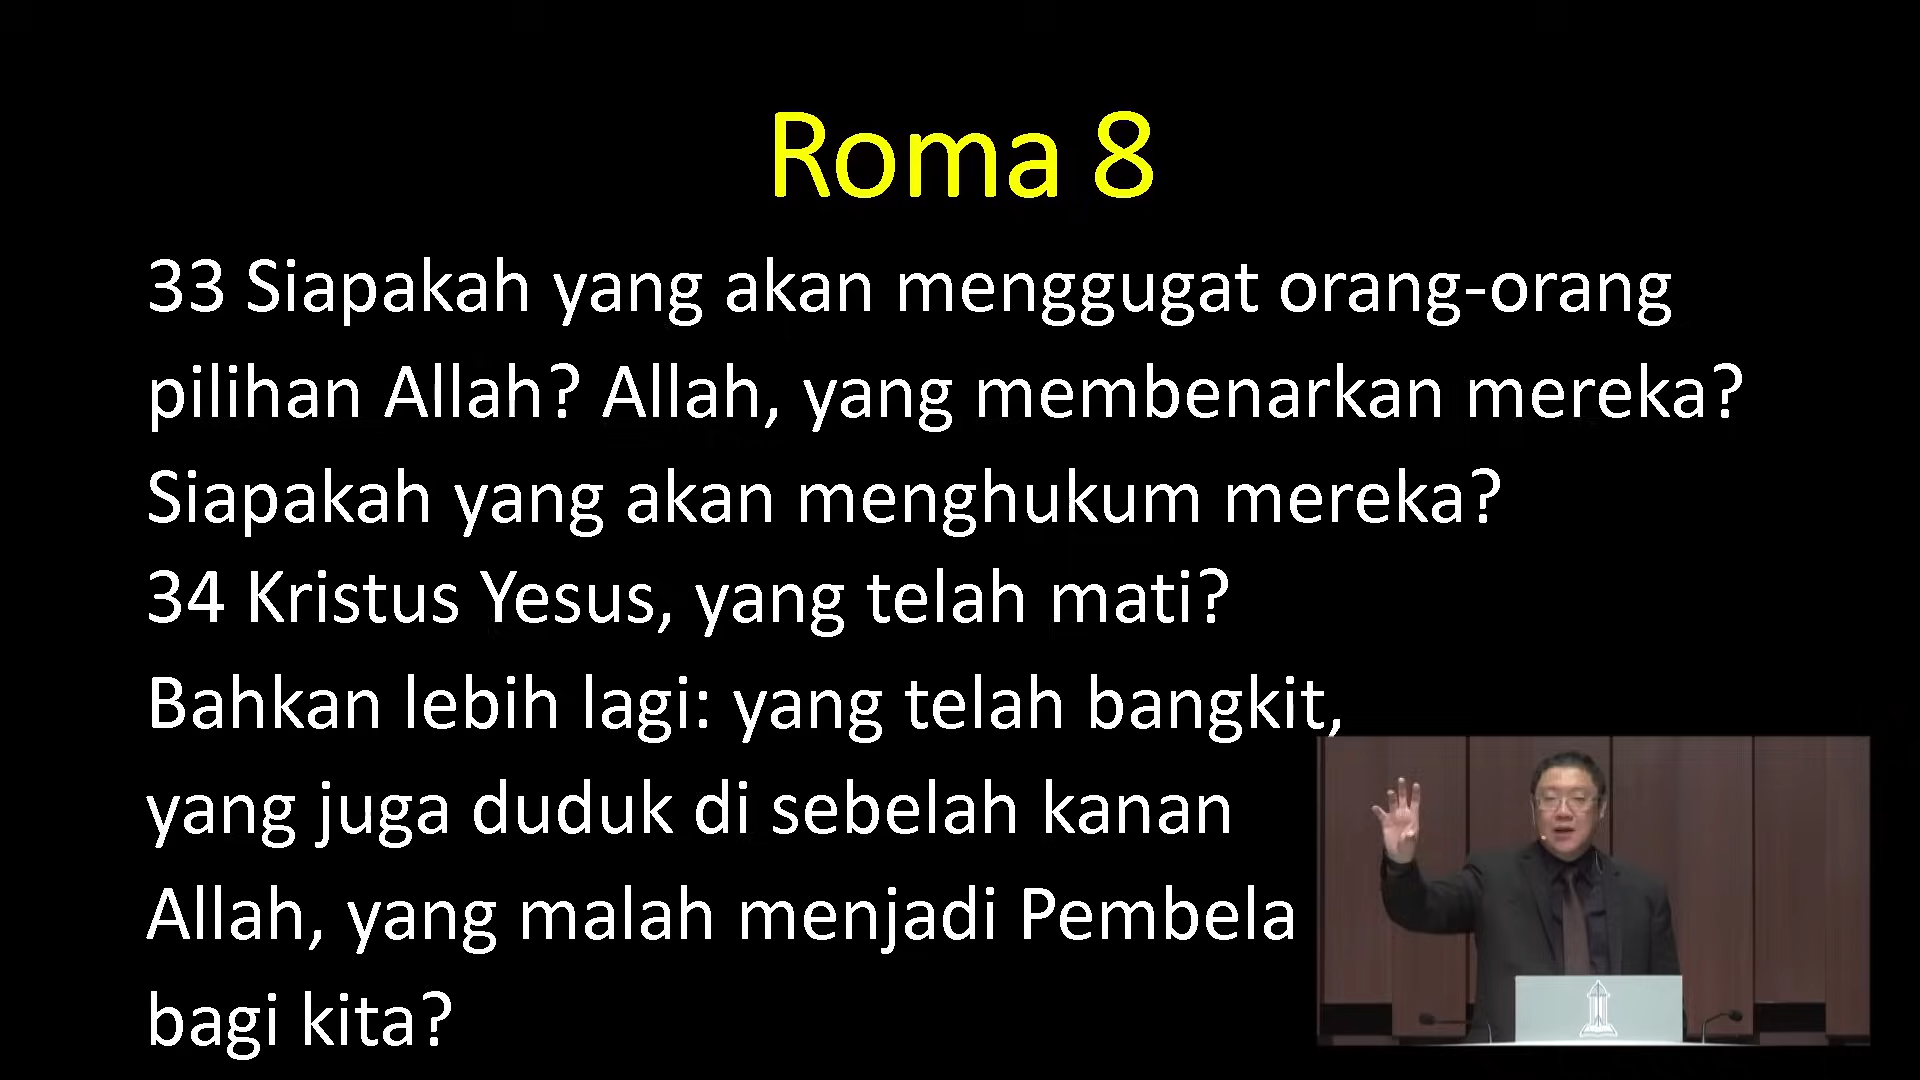 Roma 8
33 Siapakah yang akan menggugat orang-orang
pilihan Allah? Allah, yang membenarkan mereka?
Siapakah yang akan menghukum mereka?
34 Kristus Yesus, yang telah mati?
Bahkan lebih lagi: yang telah bangkit,
yang juga duduk di sebelah kanan
Allah, yang malah menjadi Pembela
bagi kita?